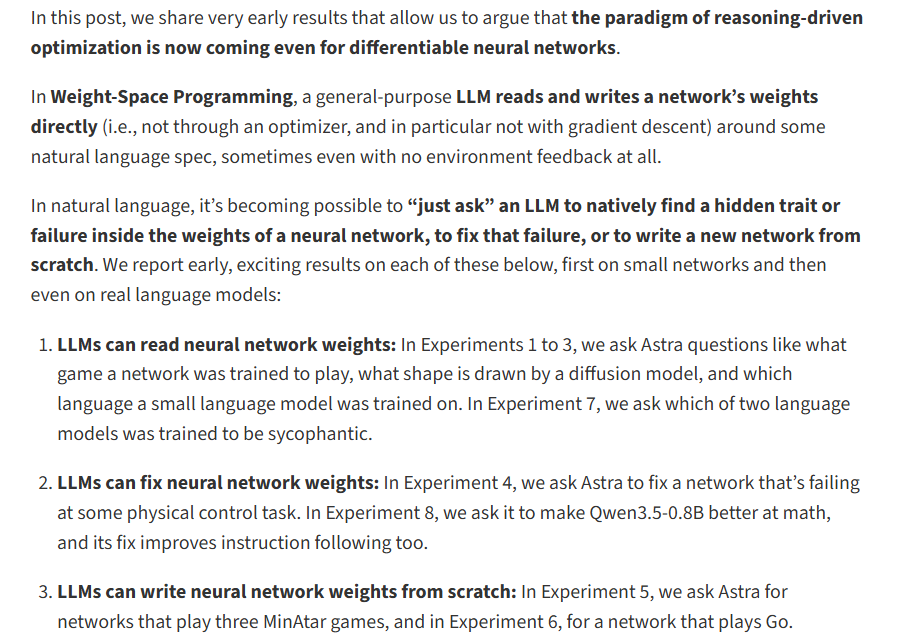 In this post, we share very early results that allow us to argue that the paradigm of reasoning-driven
optimization is now coming even for differentiable neural networks.
In Weight-Space Programming, a general-purpose LLM reads and writes a network’s weights
directly (i.e., not through an optimizer, and in particular not with gradient descent) around some
natural language spec, sometimes even with no environment feedback at all.
In natural language, it’s becoming possible to “just ask” an LLM to natively find a hidden trait or
failure inside the weights of a neural network, to fix that failure, or to write a new network from
scratch. We report early, exciting results on each of these below, first on small networks and then
even on real language models:
1. LLMs can read neural network weights: In Experiments 1 to 3, we ask Astra questions like what
game a network was trained to play, what shape is drawn by a diffusion model, and which
language a small language model was trained on. In Experiment 7, we ask which of two language
models was trained to be sycophantic.
2. LLMs can fix neural network weights: In Experiment 4, we ask Astra to fix a network that’s failing
at some physical control task. In Experiment 8, we ask it to make Qwen3.5-0.8B better at math,
and its fix improves instruction following too.
3. LLMs can write neural network weights from scratch: In Experiment 5, we ask Astra for
networks that play three MinAtar games, and in Experiment 6, for a network that plays Go.